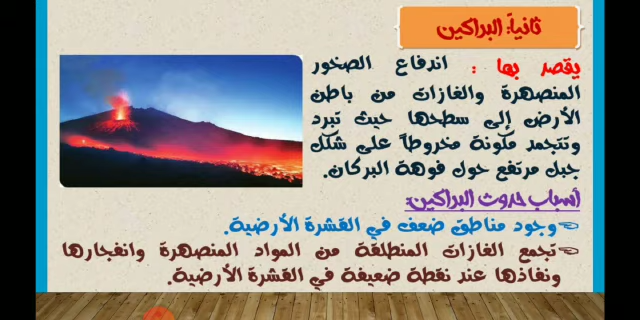 ثانياً: البراكين
يقصد بها : اندفاع الصخور
المنصهرة والغازات من باطن
الأرض إلى سطحها حيث تبرد
وتتجمد مكونة مخروطاً على شكل
جبل مرتفع حول فوهة البركان.
أسباب حدوث البراكين:
وجود مناطق ضعف في القشرة الأرضية.
تجمع الغازات المنطلقة من المواد المنصهرة وانفجارها
ونفاذها عند نقطة ضعيفة في القشرة الأرضية.